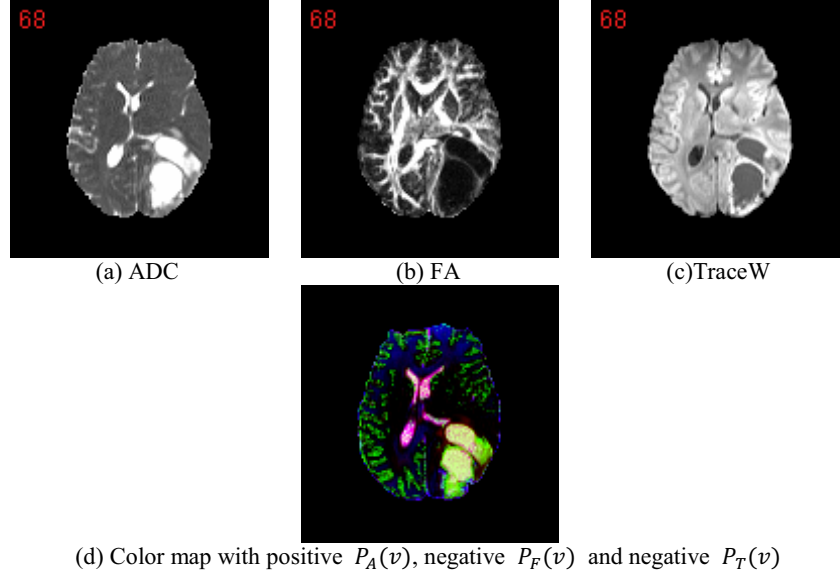 68
68
68
(a) ADC
(b) FA
(c)TraceW
(d) Color map with positive P_A(v), negative P_F(v) and negative P_T(v)